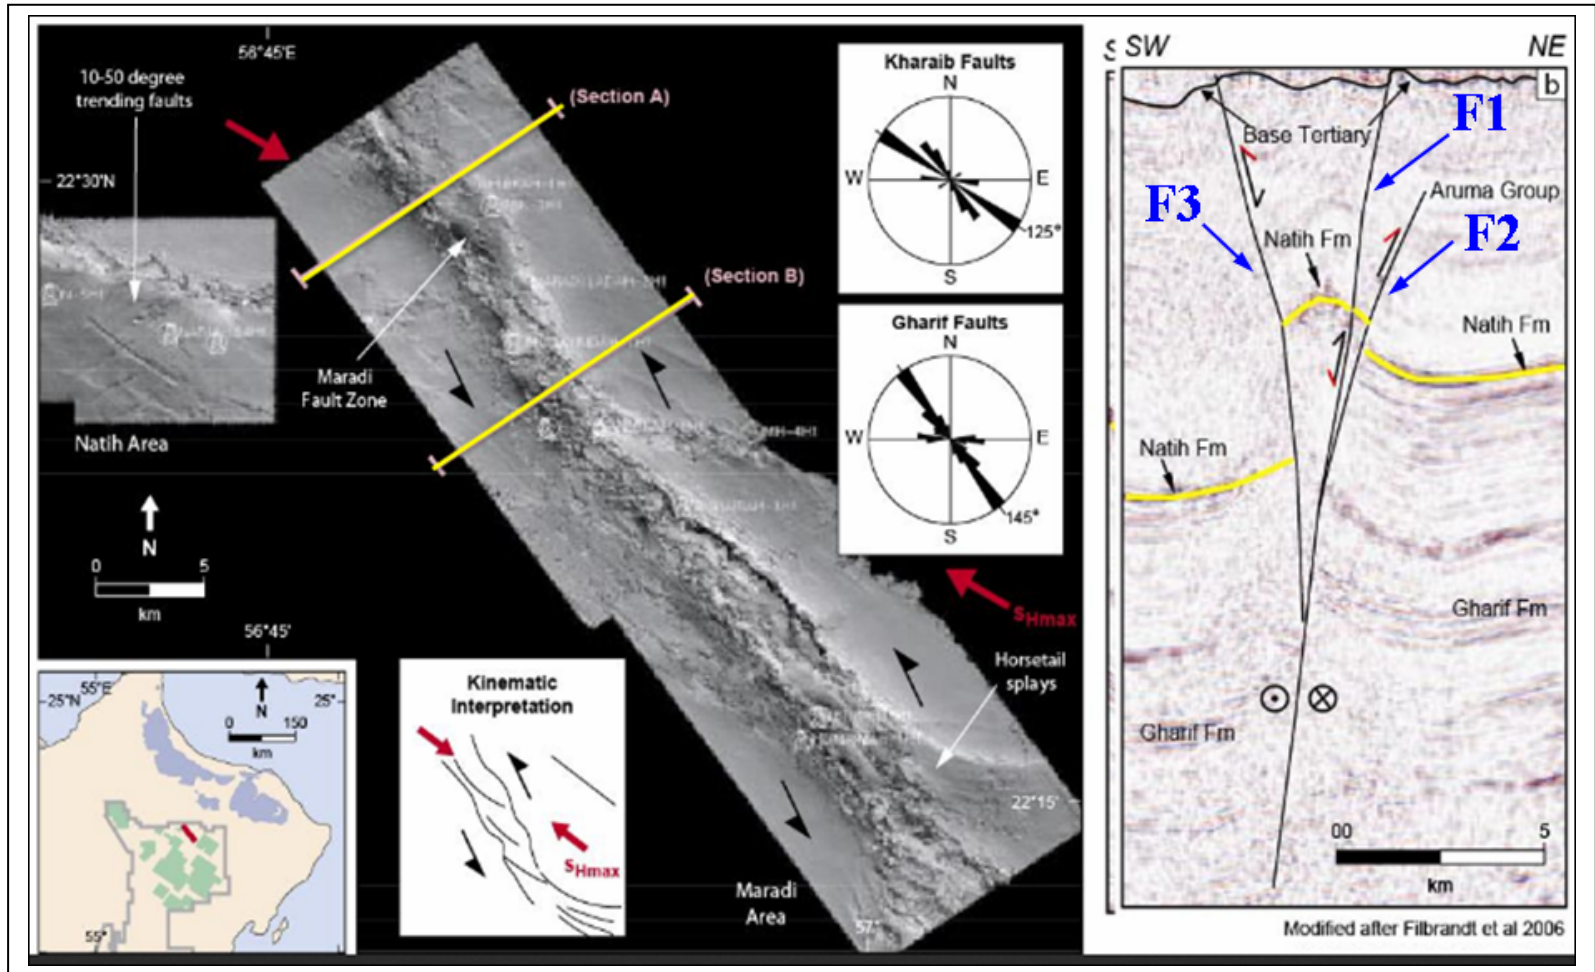 56°45'E
10-50 degree
trending faults
22°30'N
(Section A)
(Section B)
Maradi
Fault Zone
Natih Area
N
0 5
km
56°45'
Kharaib Faults
N
W E
S
125°
Gharif Faults
N
W E
S
145°
SHmax
Horsetail
splays
22°15'
Maradi
Area
57°
55°E
25°N
N
25°
0 150
km
55°
Kinematic
Interpretation
SHmax
S SW NE
b
Base Tertiary
F1
Aruma Group
F3
Natih Fm
F2
Natih Fm
Natih Fm
Gharif Fm
Gharif Fm
00 5
km
Modified after Filbrandt et al 2006